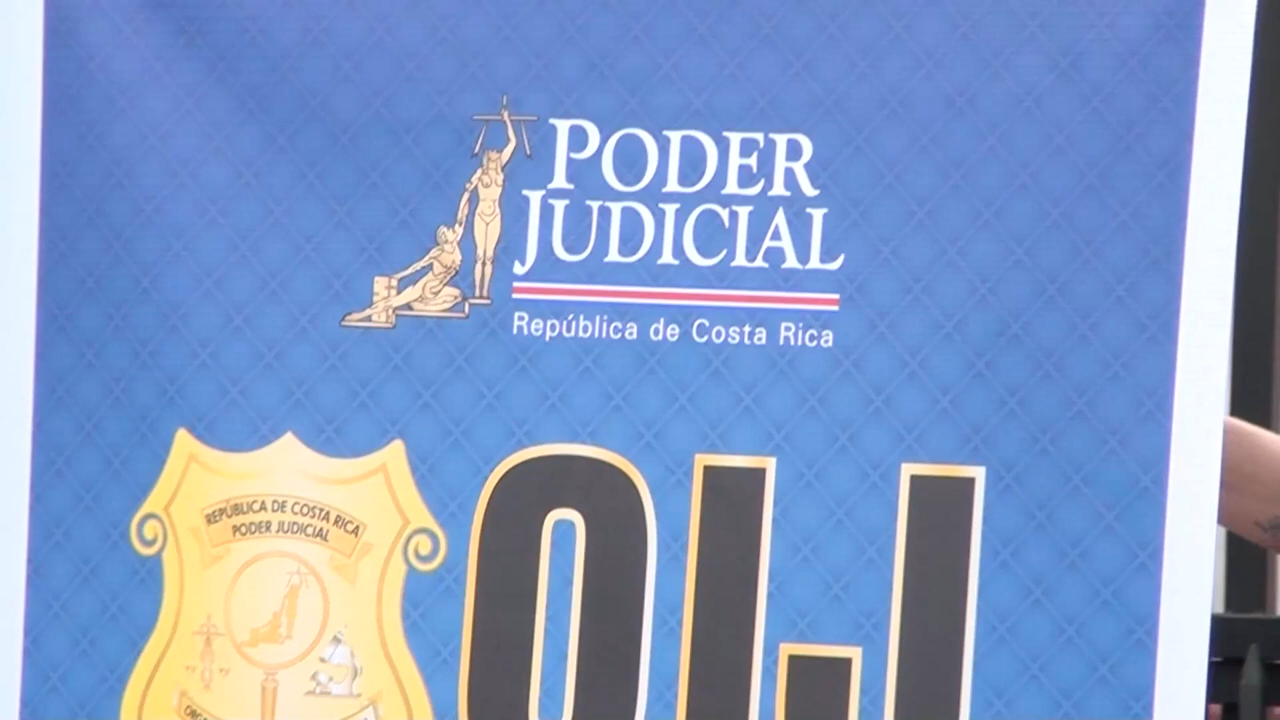 PODER
JUDICIAL
República de Costa Rica
REPÚBLICA DE COSTA RICA
PODER JUDICIAL
OIJ